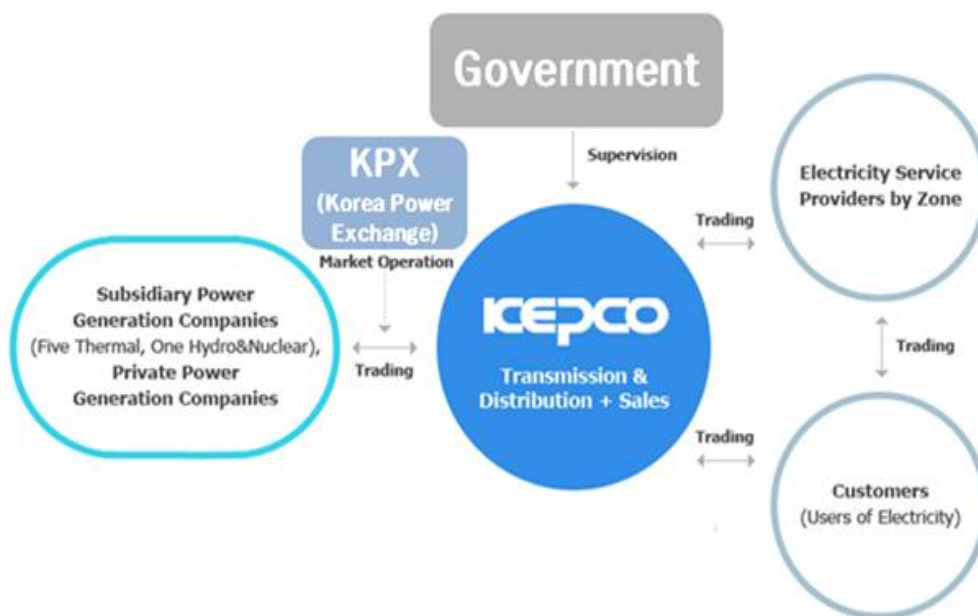 Government
Supervision
KPX
(Korea Power
Exchange)
Market Operation
Subsidiary Power
Generation Companies
(Five Thermal, One Hydro&Nuclear),
Private Power
Generation Companies
Trading
KEPCO
Transmission &
Distribution + Sales
Trading
Electricity Service
Providers by Zone
Trading
Trading
Customers
(Users of Electricity)